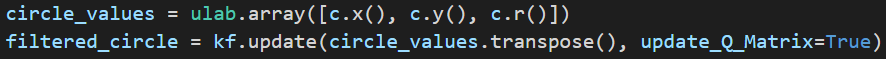 circle_values = ulab.array([c.x(), c.y(), c.r()])
filtered_circle = kf.update(circle_values.transpose(), update_Q_Matrix=True)